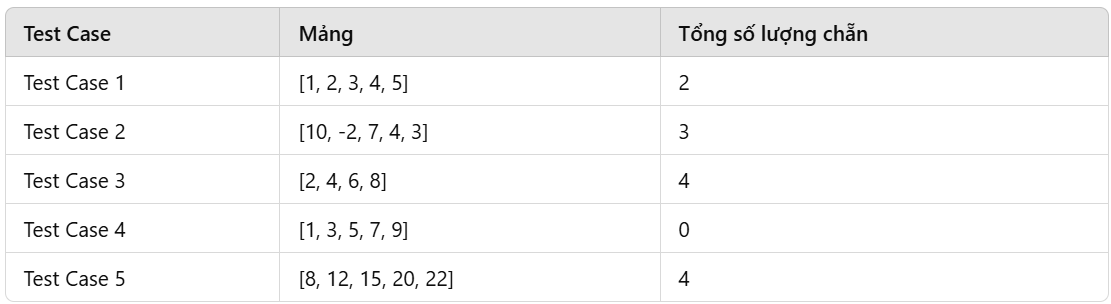 Test Case Mảng Tổng số lượng chẵn
Test Case 1 [1, 2, 3, 4, 5] 2
Test Case 2 [10, -2, 7, 4, 3] 3
Test Case 3 [2, 4, 6, 8] 4
Test Case 4 [1, 3, 5, 7, 9] 0
Test Case 5 [8, 12, 15, 20, 22] 4